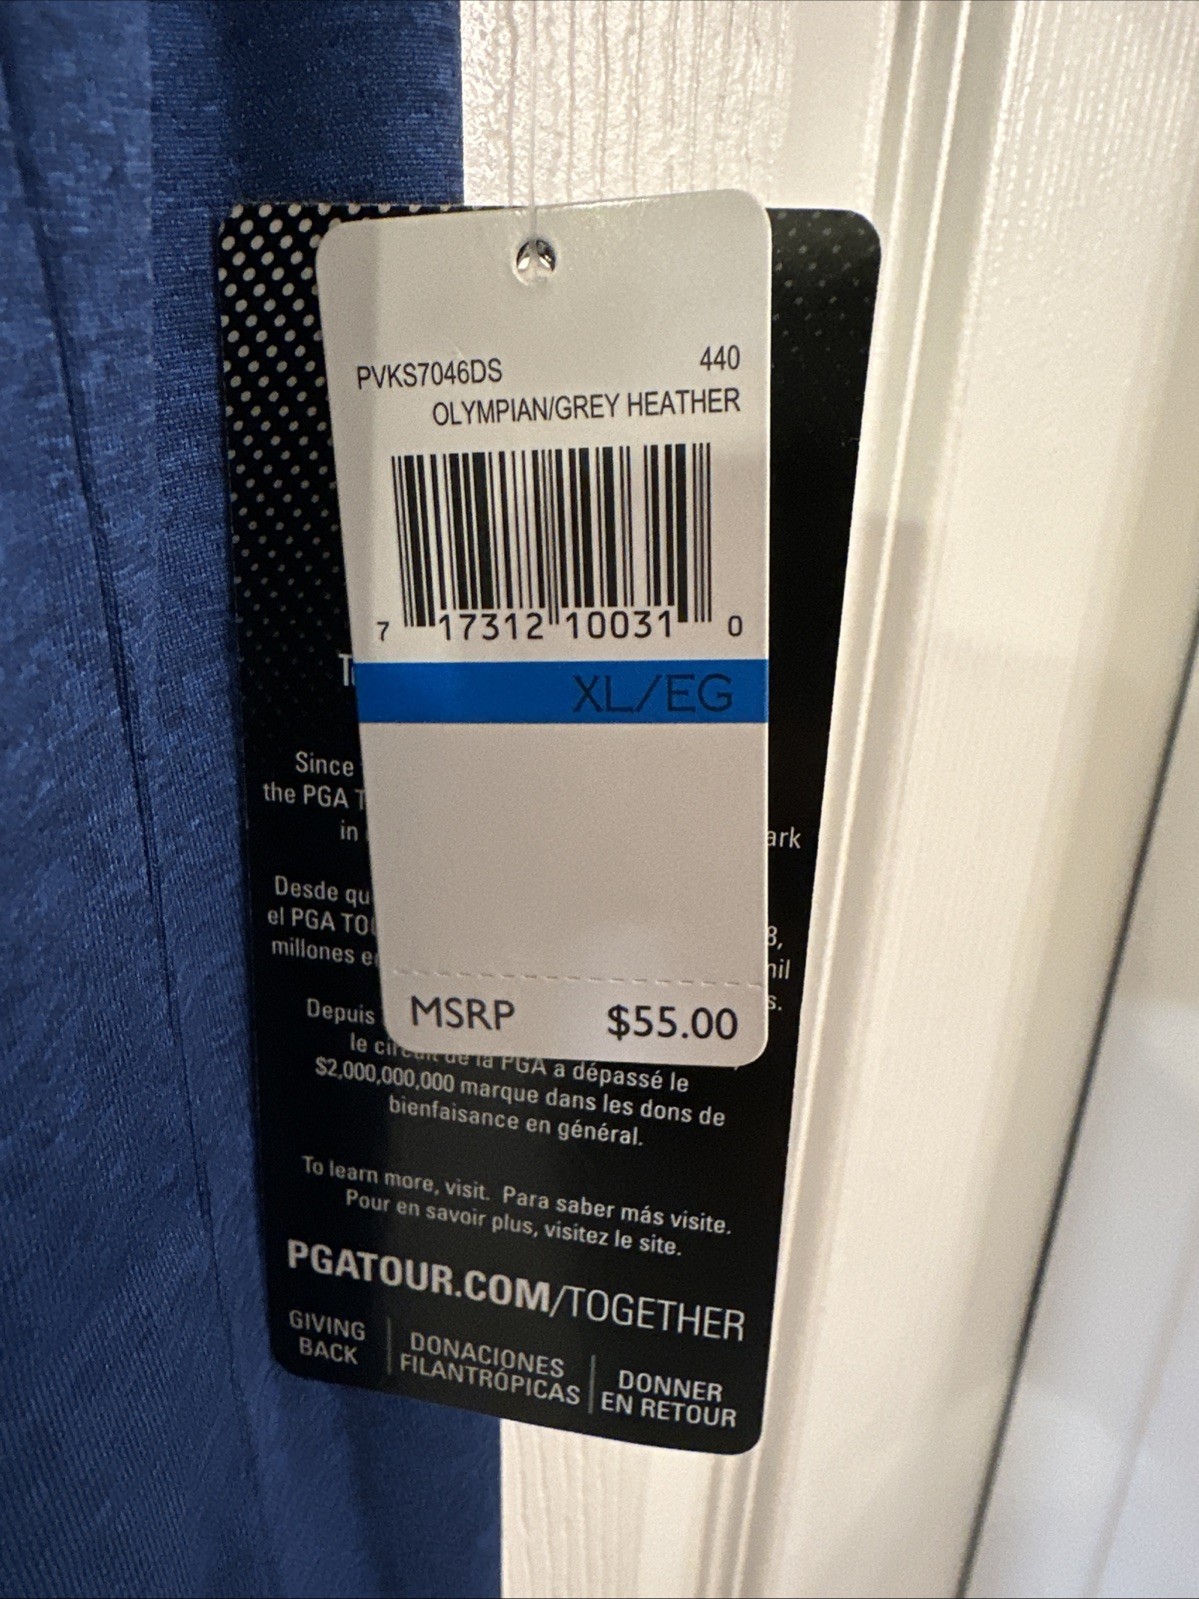 PVKS7046DS 440
OLYMPIAN/GREY HEATHER
7 17312 10031 0
XL/EG
MSRP $55.00
Since
the PGA
in
ark
Desde
el PGA
millones
8,
mil
Depuis
le circuit de la PGA a dépassé le
$2,000,000,000 marque dans les dons de
bienfaisance en général.
To learn more, visit. Para saber más visite.
Pour en savoir plus, visitez le site.
PGATOUR.COM/TOGETHER
GIVING
BACK
DONACIONES
FILANTRÓPICAS
DONNER
EN RETOUR